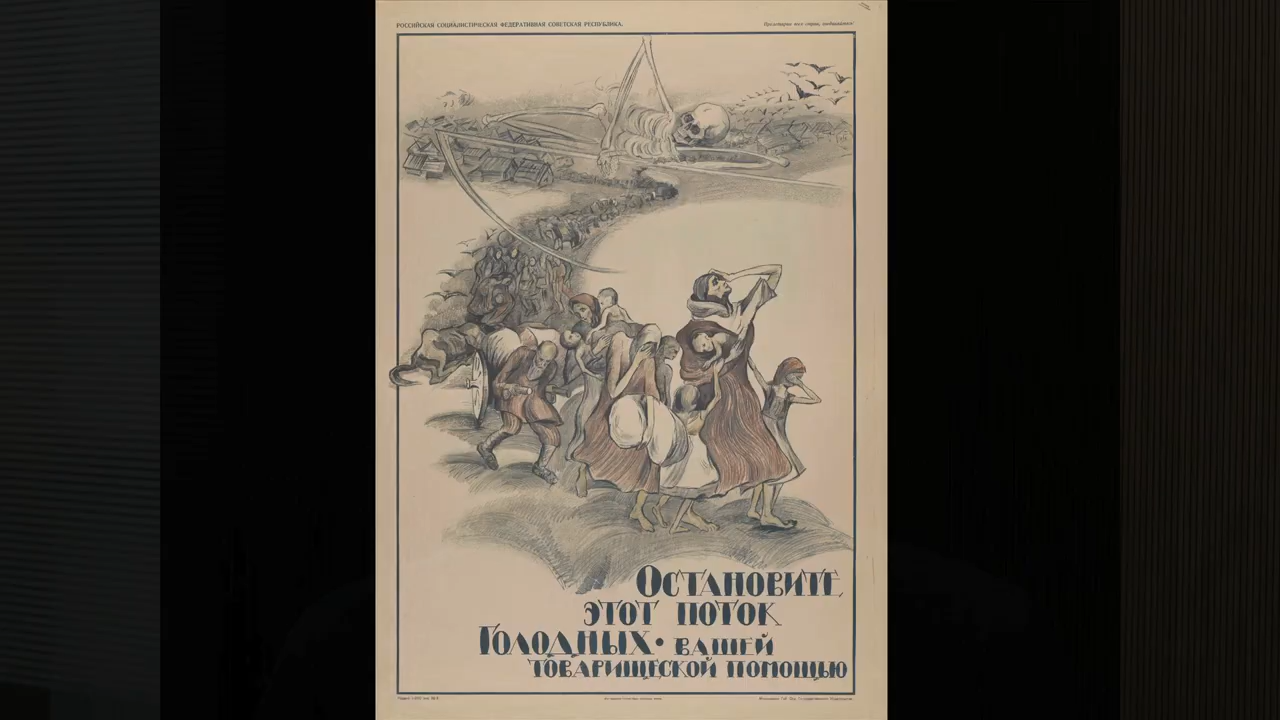 РОССИЙСКАЯ СОЦИАЛИСТИЧЕСКАЯ ФЕДЕРАТИВНАЯ СОВЕТСКАЯ РЕСПУБЛИКА.
Пролетарии всех стран, соединяйтесь!
ОСТАНОВИТЕ
ЭТОТ ПОТОК
ГОЛОДНЫХ • ВАШЕЙ
ТОВАРИЩЕСКОЙ ПОМОЩЬЮ